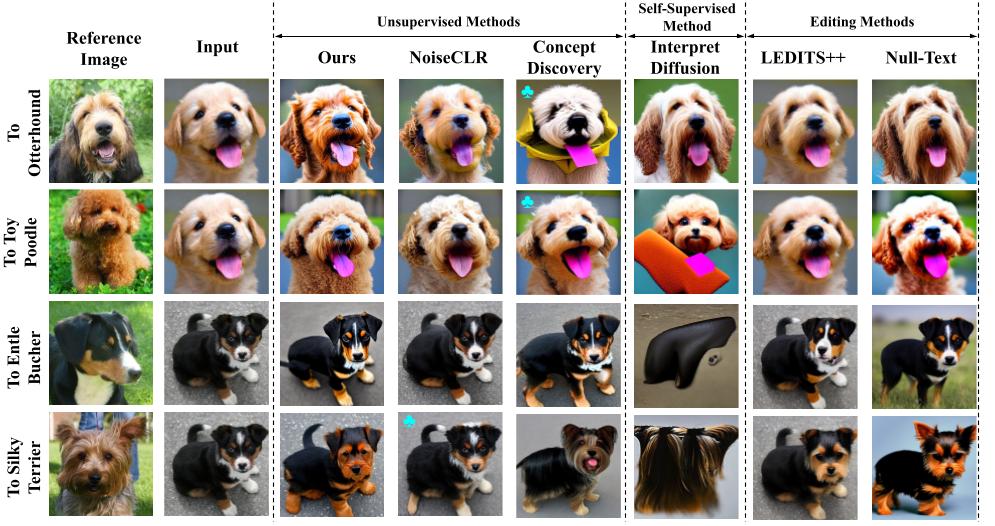 Unsupervised Methods
Self-Supervised
Method
Editing Methods
Reference
Image
Input
Ours
NoiseCLR
Concept
Discovery
Interpret
Diffusion
LEDITS++
Null-Text
To
Otterhound
To Toy
Poodle
To Entle
Bucher
To Silky
Terrier